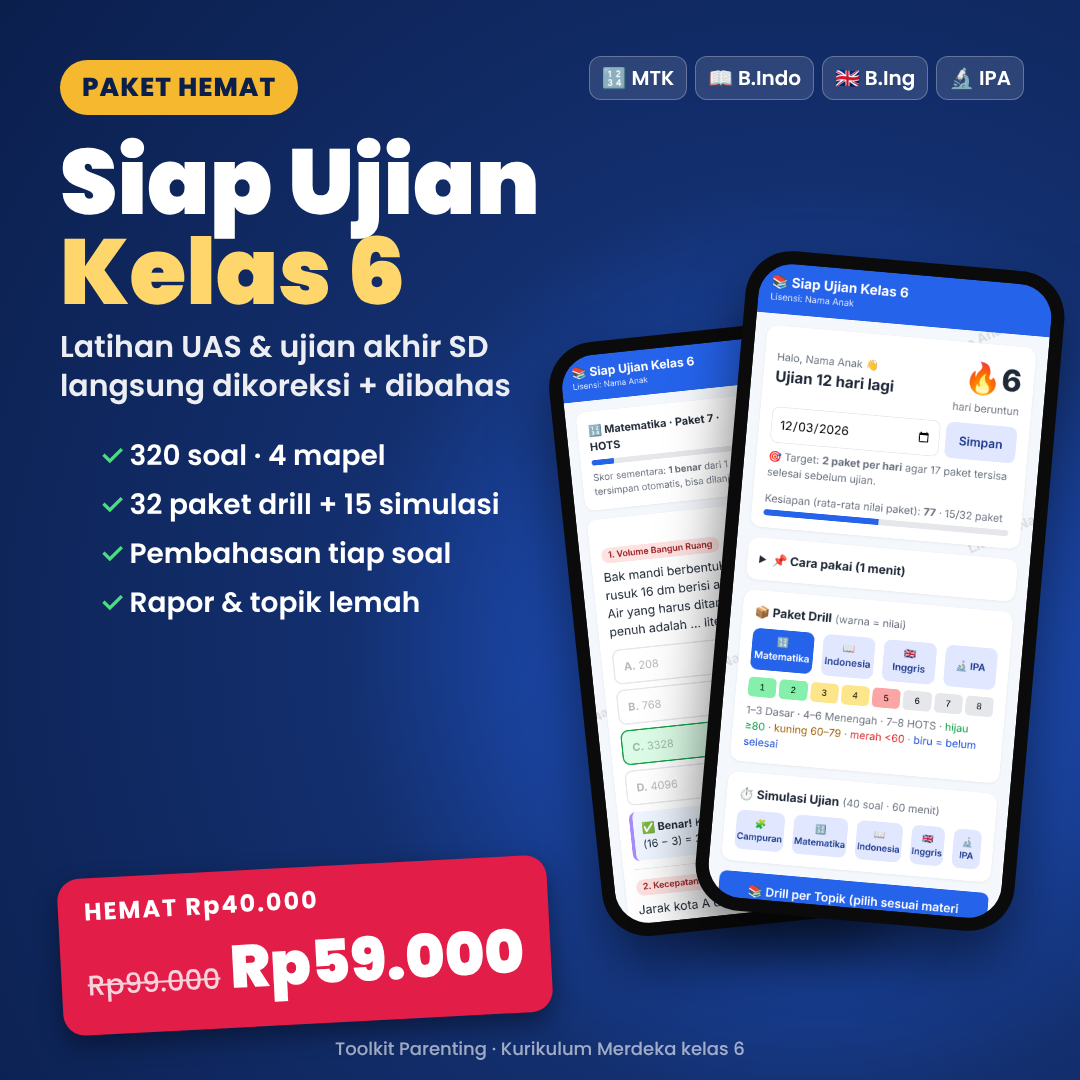 PAKET HEMAT
🔢 MTK
📖 B.Indo
🇬🇧 B.Ing
🔬 IPA
Siap Ujian
Kelas 6
Latihan UAS & ujian akhir SD
langsung dikoreksi + dibahas
✓ 320 soal · 4 mapel
✓ 32 paket drill + 15 simulasi
✓ Pembahasan tiap soal
✓ Rapor & topik lemah
📚 Siap Ujian Kelas 6
Lisensi: Nama Anak
🔢 Matematika · Paket 7 ·
HOTS
Skor sementara: 1 benar dari 1
tersimpan otomatis, bisa
1. Volume Bangun Ruang
Bak mandi berbentuk
rusuk 16 dm berisi
Air yang harus
penuh adalah ...
A. 208
B. 768
C. 3328
D. 4096
✅ Benar!
(16 − 3) =
2. Kecepatan
Jarak kota A
📚 Siap Ujian Kelas 6
Lisensi: Nama Anak
Halo, Nama Anak 👋
Ujian 12 hari lagi
🔥6
hari beruntun
12/03/2026
Simpan
🎯 Target: 2 paket per hari agar 17 paket tersisa
selesai sebelum ujian.
Kesiapan (rata-rata nilai paket): 77 · 15/32 paket
▶ 📌 Cara pakai (1 menit)
📦 Paket Drill (warna = nilai)
🔢 Matematika
📖 Indonesia
🇬🇧 Inggris
🔬 IPA
1 2 3 4 5 6 7 8
1–3 Dasar · 4–6 Menengah · 7–8 HOTS · hijau
≥80 · kuning 60–79 · merah <60 · biru = belum
selesai
⏱️ Simulasi Ujian (40 soal · 60 menit)
🧩 Campuran
🔢 Matematika
📖 Indonesia
🇬🇧 Inggris
🔬 IPA
📚 Drill per Topik (pilih sesuai materi
HEMAT Rp40.000
Rp99.000 Rp59.000
Toolkit Parenting · Kurikulum Merdeka kelas 6